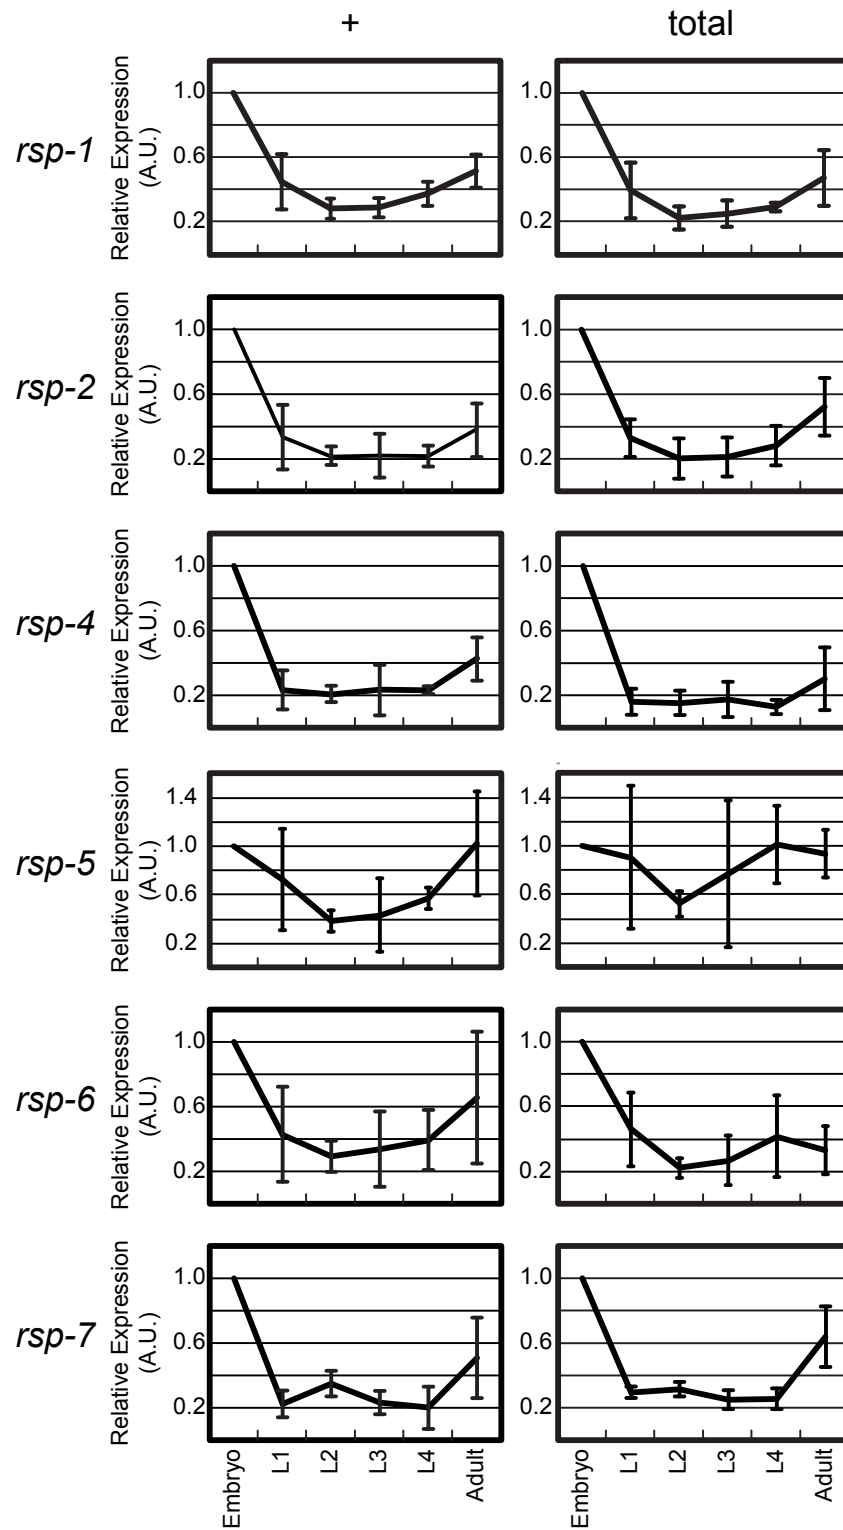 + total
rsp-1
Relative Expression
(A.U.)
1.0
0.6
0.2
1.0
0.6
0.2
rsp-2
Relative Expression
(A.U.)
1.0
0.6
0.2
1.0
0.6
0.2
rsp-4
Relative Expression
(A.U.)
1.0
0.6
0.2
1.0
0.6
0.2
rsp-5
Relative Expression
(A.U.)
1.4
1.0
0.6
0.2
1.4
1.0
0.6
0.2
rsp-6
Relative Expression
(A.U.)
1.0
0.6
0.2
1.0
0.6
0.2
rsp-7
Relative Expression
(A.U.)
1.0
0.6
0.2
1.0
0.6
0.2
Embryo
L1
L2
L3
L4
Adult
Embryo
L1
L2
L3
L4
Adult